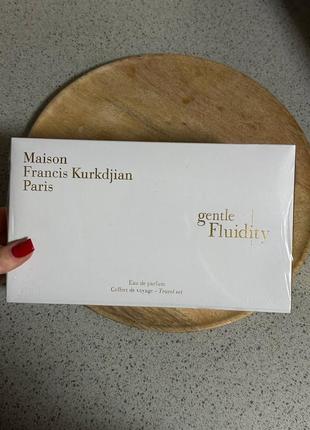 Maison
Francis Kurkdjian
Paris
gentle
Fluidity
Eau de parfum
Coffret de voyage - Travel set